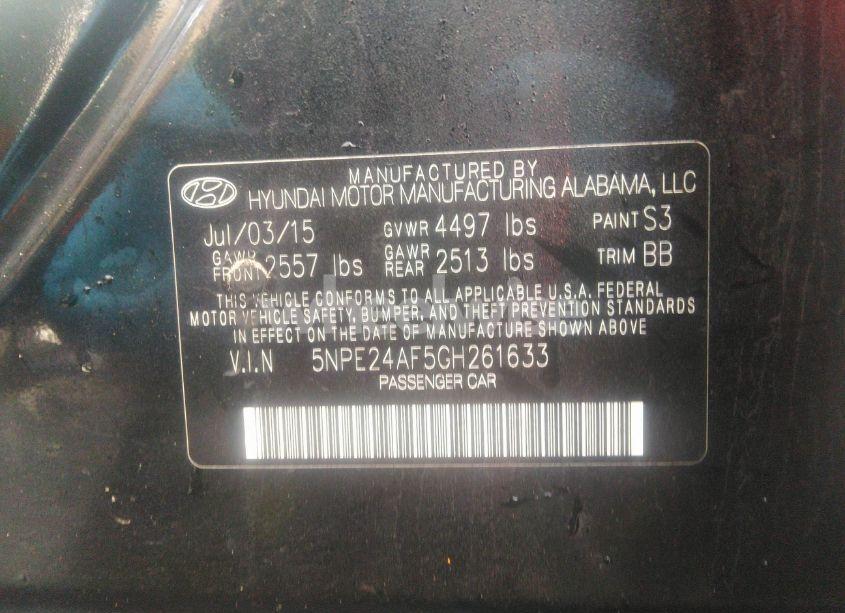 MANUFACTURED BY
HYUNDAI MOTOR MANUFACTURING ALABAMA, LLC
Jul/03/15 GVWR 4497 lbs PAINT S3
GAWR FRONT 2557 lbs GAWR REAR 2513 lbs TRIM BB
THIS VEHICLE CONFORMS TO ALL APPLICABLE U.S.A. FEDERAL
MOTOR VEHICLE SAFETY, BUMPER, AND THEFT PREVENTION STANDARDS
IN EFFECT ON THE DATE OF MANUFACTURE SHOWN ABOVE
V.I.N 5NPE24AF5GH261633
PASSENGER CAR